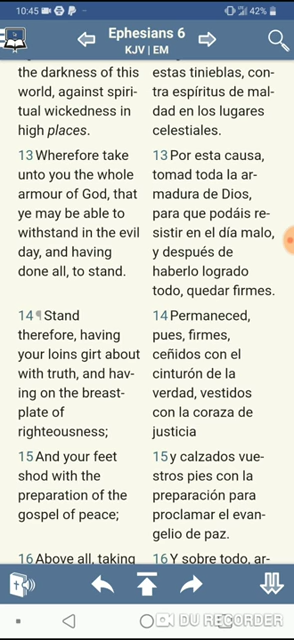 10:45
42%
Ephesians 6
KJV | EM
the darkness of this
world, against spiri-
tual wickedness in
high places.
13 Wherefore take
unto you the whole
armour of God, that
ye may be able to
withstand in the evil
day, and having
done all, to stand.
14 ¶ Stand
therefore, having
your loins girt about
with truth, and hav-
ing on the breast-
plate of
righteousness;
15 And your feet
shod with the
preparation of the
gospel of peace;
16 Above all, taking
estas tinieblas, con-
tra espíritus de mal-
dad en los lugares
celestiales.
13 Por esta causa,
tomad toda la ar-
madura de Dios,
para que podáis re-
sistir en el día malo,
y después de
haberlo logrado
todo, quedar firmes.
14 Permaneced,
pues, firmes,
ceñidos con el
cinturón de la
verdad, vestidos
con la coraza de
justicia
15 y calzados vue-
stros pies con la
preparación para
proclamar el evan-
gelio de paz.
16 Y sobre todo, ar-
DU RECORDER